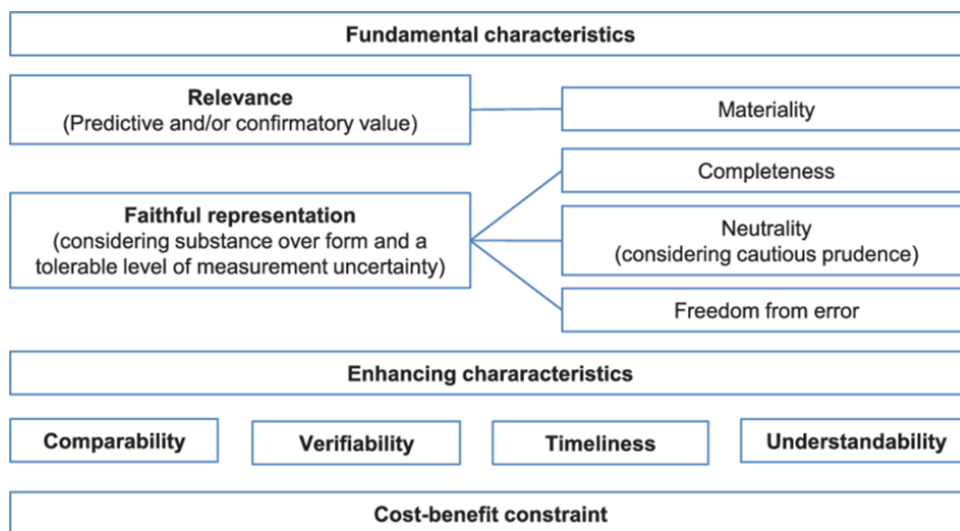 Fundamental characteristics
Relevance
(Predictive and/or confirmatory value)
Materiality
Completeness
Faithful representation
(considering substance over form and a
tolerable level of measurement uncertainty)
Neutrality
(considering cautious prudence)
Freedom from error
Enhancing chararacteristics
Comparability
Verifiability
Timeliness
Understandability
Cost-benefit constraint